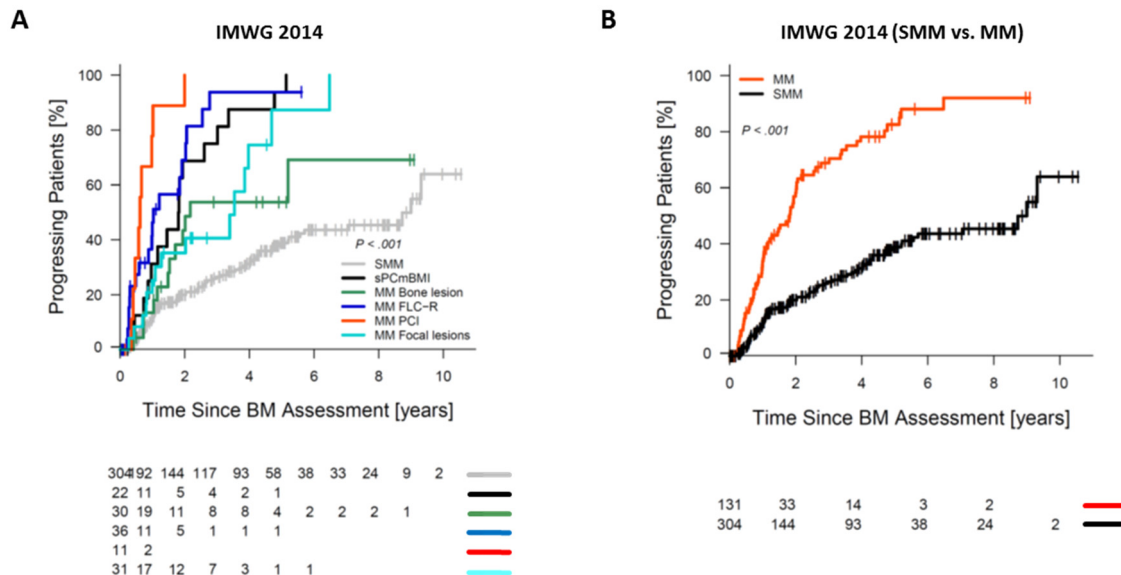 A
IMWG 2014
Progressing Patients [%]
100
80
60
40
20
0
P < .001
SMM
sPCmBMI
MM Bone lesion
MM FLC-R
MM PCI
MM Focal lesions
0 2 4 6 8 10
Time Since BM Assessment [years]
304 192 144 117 93 58 38 33 24 9 2
22 11 5 4 2 1
30 19 11 8 8 4 2 2 2 1
36 11 5 1 1 1
11 2
31 17 12 7 3 1 1
B
IMWG 2014 (SMM vs. MM)
Progressing Patients [%]
100
80
60
40
20
0
MM
SMM
P < .001
0 2 4 6 8 10
Time Since BM Assessment [years]
131 33 14 3 2
304 144 93 38 24 2